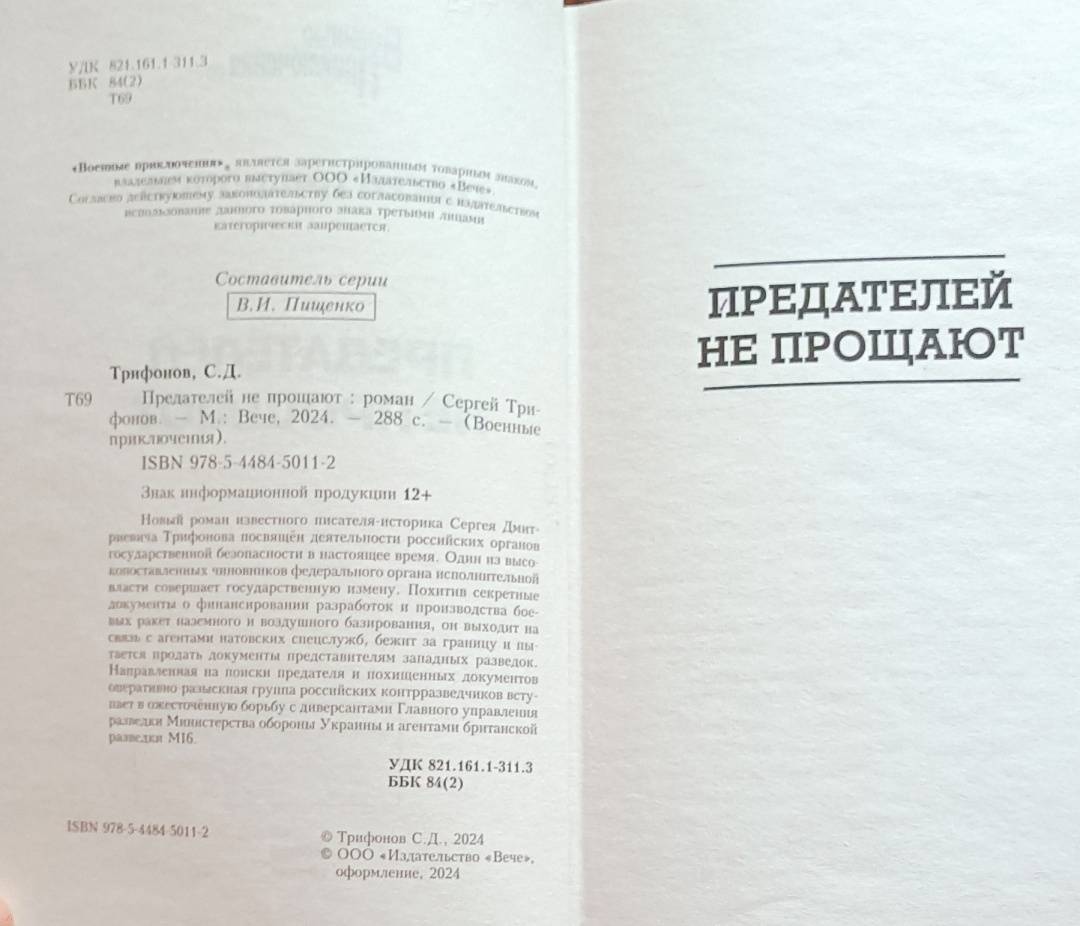 УДК 821.161.1-311.3
ББК 84(2)
Т69
«Военные приключения», является зарегистрированным товарным знаком,
владельцем которого выступает ООО «Издательство «Вече».
Согласно действующему законодательству без согласования с издательством
использование данного товарного знака третьими лицами
категорически запрещается.
Составитель серии
В.И. Пищенко
Трифонов, С.Д.
Т69 Предателей не прощают : роман / Сергей Три-
фонов. — М.: Вече, 2024. — 288 с. — (Военные
приключения).
ISBN 978-5-4484-5011-2
Знак информационной продукции 12+
Новый роман известного писателя-историка Сергея Дмит-
риевича Трифонова посвящён деятельности российских органов
государственной безопасности в настоящее время. Один из высо-
копоставленных чиновников федерального органа исполнительной
власти совершает государственную измену. Похитив секретные
документы о финансировании разработок и производства бое-
вых ракет наземного и воздушного базирования, он выходит на
связь с агентами натовских спецслужб, бежит за границу и пы-
тается продать документы представителям западных разведок.
Направленная на поиски предателя и похищенных документов
оперативно-разыскная группа российских контрразведчиков всту-
пает в ожесточённую борьбу с диверсантами Главного управления
разведки Министерства обороны Украины и агентами британской
разведки МI6.
УДК 821.161.1-311.3
ББК 84(2)
ISBN 978-5-4484-5011-2
© Трифонов С.Д., 2024
© ООО «Издательство «Вече»,
оформление, 2024
ПРЕДАТЕЛЕЙ
НЕ ПРОЩАЮТ